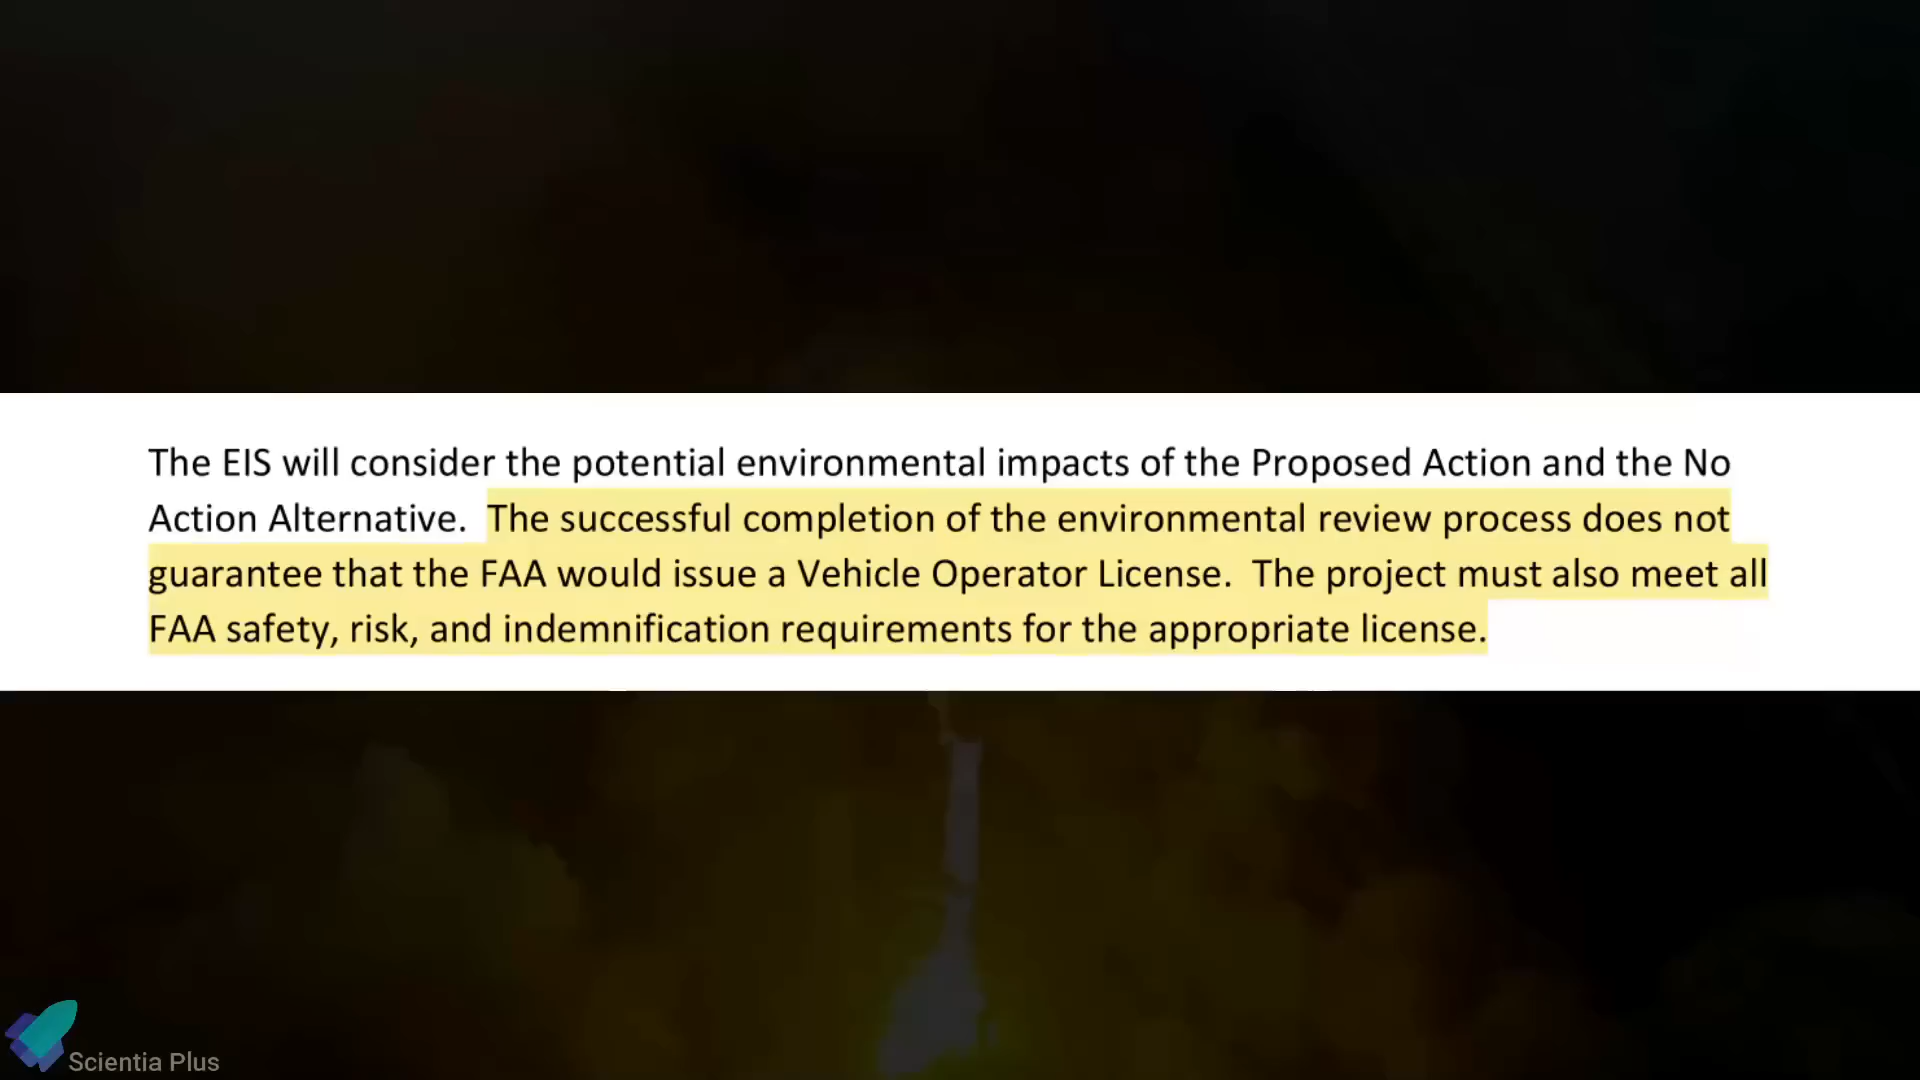 The EIS will consider the potential environmental impacts of the Proposed Action and the No
Action Alternative.  The successful completion of the environmental review process does not
guarantee that the FAA would issue a Vehicle Operator License.  The project must also meet all
FAA safety, risk, and indemnification requirements for the appropriate license.
Scientia Plus